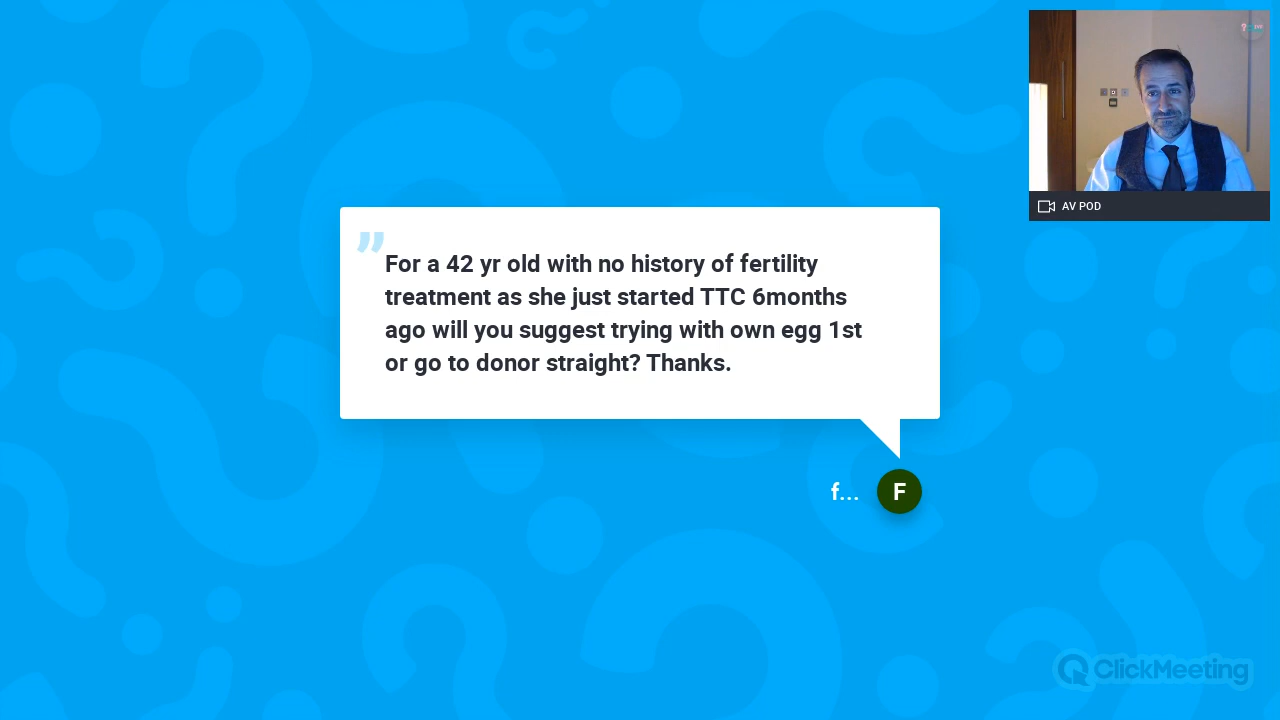 AV POD
”
For a 42 yr old with no history of fertility
treatment as she just started TTC 6months
ago will you suggest trying with own egg 1st
or go to donor straight? Thanks.
f...
F
ClickMeeting